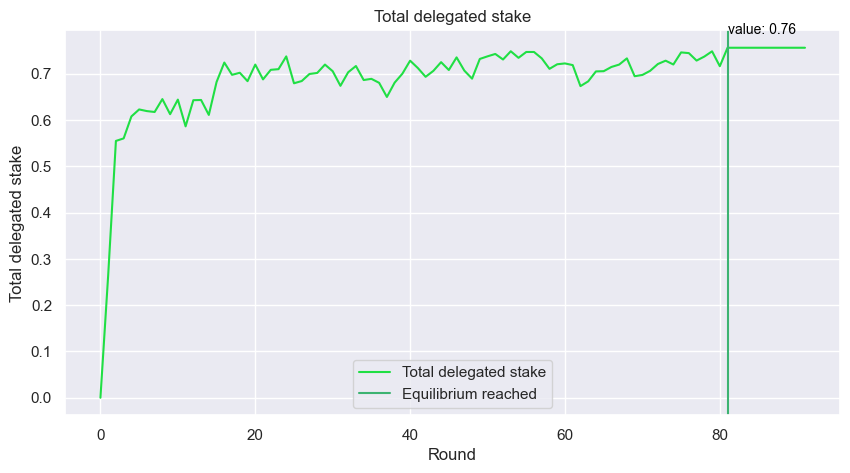 Total delegated stake
value: 0.76
Total delegated stake
0.7
0.6
0.5
0.4
0.3
0.2
0.1
0.0
Total delegated stake
Equilibrium reached
0
20
40
60
80
Round